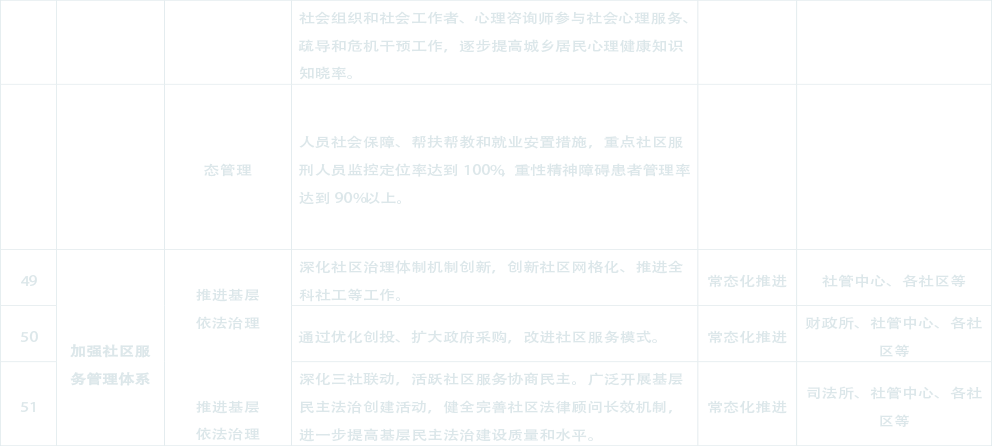 社会组织和社会工作者、心理咨询师参与社会心理服务、
疏导和危机干预工作，逐步提高城乡居民心理健康知识
知晓率。
态管理
人员社会保障、帮扶帮教和就业安置措施，重点社区服
刑人员监控定位率达到 100%，重性精神障碍患者管理率
达到 90%以上。
49
加强社区服
务管理体系
推进基层
依法治理
深化社区治理体制机制创新，创新社区网格化、推进全
科社工等工作。
常态化推进
社管中心、各社区等
50
通过优化创投、扩大政府采购，改进社区服务模式。
常态化推进
财政所、社管中心、各社
区等
51
推进基层
依法治理
深化三社联动，活跃社区服务协商民主。广泛开展基层
民主法治创建活动，健全完善社区法律顾问长效机制，
进一步提高基层民主法治建设质量和水平。
常态化推进
司法所、社管中心、各社
区等